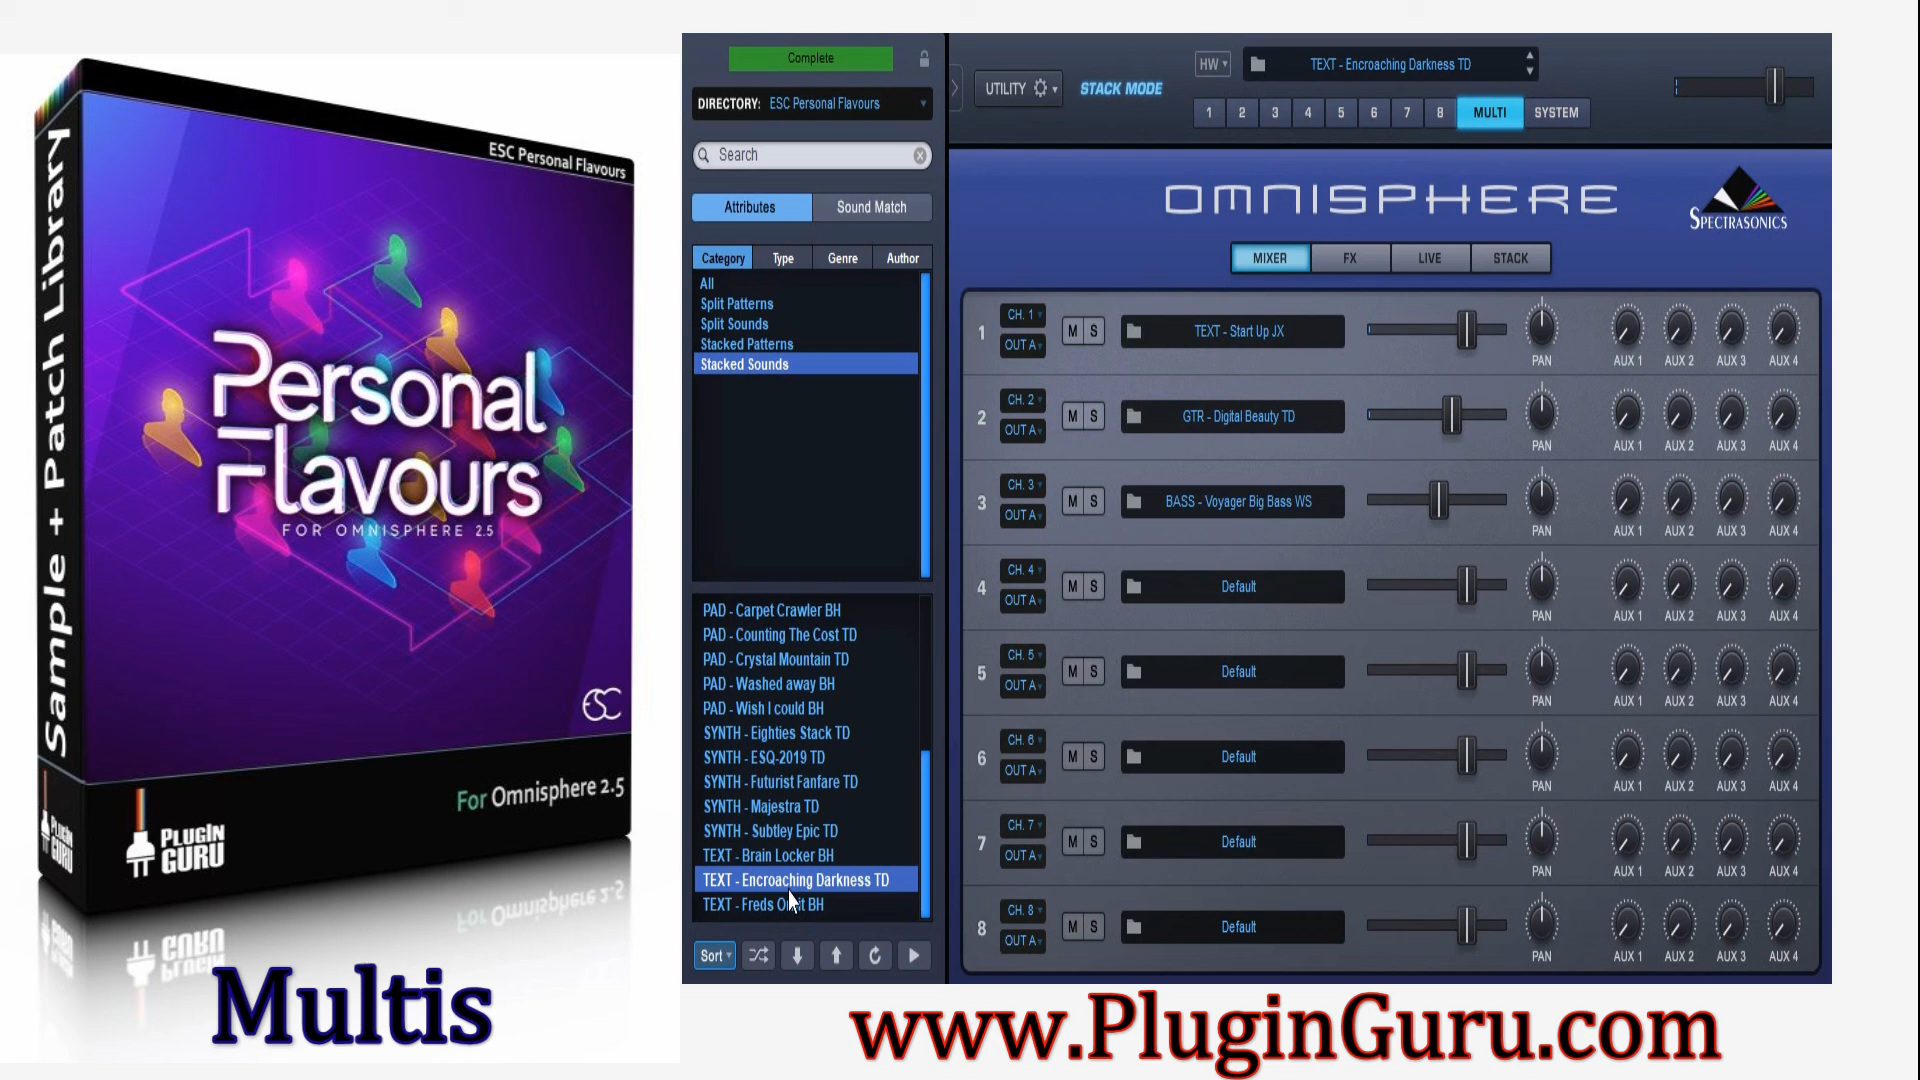 Sample + Patch Library
ESC Personal Flavours
Personal
Flavours
FOR OMNISPHERE 2.5
ESC
For Omnisphere 2.5
PLUGIN
GURU
PLUGIN
GURU
Multis
Complete
DIRECTORY: ESC Personal Flavours
Search
Attributes Sound Match
Category Type Genre Author
All
Split Patterns
Split Sounds
Stacked Patterns
Stacked Sounds
PAD - Carpet Crawler BH
PAD - Counting The Cost TD
PAD - Crystal Mountain TD
PAD - Washed away BH
PAD - Wish I could BH
SYNTH - Eighties Stack TD
SYNTH - ESQ-2019 TD
SYNTH - Futurist Fanfare TD
SYNTH - Majestra TD
SYNTH - Subtley Epic TD
TEXT - Brain Locker BH
TEXT - Encroaching Darkness TD
TEXT - Freds BH
Sort
UTILITY STACK MODE
HW TEXT - Encroaching Darkness TD
1 2 3 4 5 6 7 8 MULTI SYSTEM
OMNISPHERE
SPECTRASONICS
MIXER FX LIVE STACK
1 CH. 1 OUT A M S TEXT - Start Up JX PAN AUX 1 AUX 2 AUX 3 AUX 4
2 CH. 2 OUT A M S GTR - Digital Beauty TD PAN AUX 1 AUX 2 AUX 3 AUX 4
3 CH. 3 OUT A M S BASS - Voyager Big Bass WS PAN AUX 1 AUX 2 AUX 3 AUX 4
4 CH. 4 OUT A M S Default PAN AUX 1 AUX 2 AUX 3 AUX 4
5 CH. 5 OUT A M S Default PAN AUX 1 AUX 2 AUX 3 AUX 4
6 CH. 6 OUT A M S Default PAN AUX 1 AUX 2 AUX 3 AUX 4
7 CH. 7 OUT A M S Default PAN AUX 1 AUX 2 AUX 3 AUX 4
8 CH. 8 OUT A M S Default PAN AUX 1 AUX 2 AUX 3 AUX 4
www.PluginGuru.com